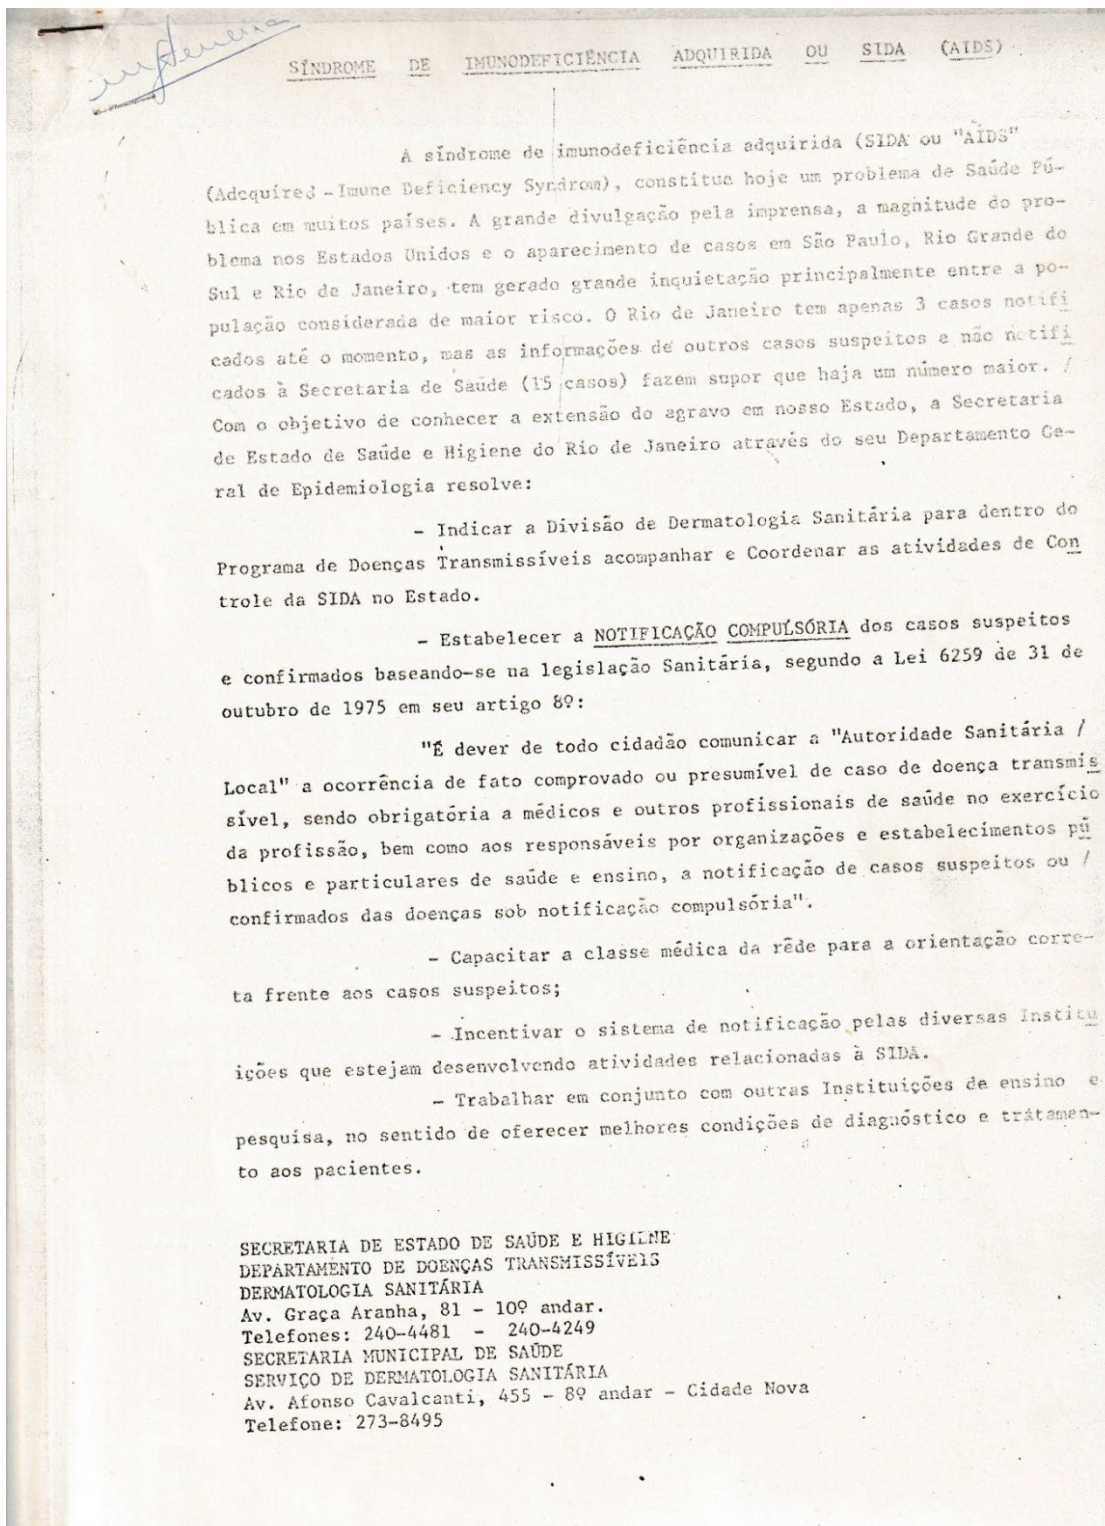 SÍNDROME DE IMUNODEFICIÊNCIA ADQUIRIDA OU SIDA (AIDS)
A síndrome de imunodeficiência adquirida (SIDA ou "AIDS"
(Adcquired -Imune Deficiency Syndrom), constitue hoje um problema de Saúde Pú-
blica em muitos países. A grande divulgação pela imprensa, a magnitude do pro-
blema nos Estados Unidos e o aparecimento de casos em São Paulo, Rio Grande do
Sul e Rio de Janeiro, tem gerado grande inquietação principalmente entre a po-
pulação considerada de maior risco. O Rio de Janeiro tem apenas 3 casos notifi
cados até o momento, mas as informações de outros casos suspeitos e não notifi
cados à Secretaria de Saúde (15 casos) fazem supor que haja um número maior. /
Com o objetivo de conhecer a extensão do agravo em nosso Estado, a Secretaria
de Estado de Saúde e Higiene do Rio de Janeiro através do seu Departamento Ge-
ral de Epidemiologia resolve:
- Indicar a Divisão de Dermatologia Sanitária para dentro do
Programa de Doenças Transmissíveis acompanhar e Coordenar as atividades de Con
trole da SIDA no Estado.
- Estabelecer a NOTIFICAÇÃO COMPULSÓRIA dos casos suspeitos
e confirmados baseando-se na legislação Sanitária, segundo a Lei 6259 de 31 de
outubro de 1975 em seu artigo 8º:
"É dever de todo cidadão comunicar a "Autoridade Sanitária /
Local" a ocorrência de fato comprovado ou presumível de caso de doença transmis
sível, sendo obrigatória a médicos e outros profissionais de saúde no exercício
da profissão, bem como aos responsáveis por organizações e estabelecimentos pú
blicos e particulares de saúde e ensino, a notificação de casos suspeitos ou /
confirmados das doenças sob notificação compulsória".
- Capacitar a classe médica da rêde para a orientação corre-
ta frente aos casos suspeitos;
- Incentivar o sistema de notificação pelas diversas Institu
ições que estejam desenvolvendo atividades relacionadas à SIDA.
- Trabalhar em conjunto com outras Instituições de ensino e
pesquisa, no sentido de oferecer melhores condições de diagnóstico e tratamen-
to aos pacientes.
SECRETARIA DE ESTADO DE SAÚDE E HIGIENE
DEPARTAMENTO DE DOENÇAS TRANSMISSÍVEIS
DERMATOLOGIA SANITÁRIA
Av. Graça Aranha, 81 - 10º andar.
Telefones: 240-4481 - 240-4249
SECRETARIA MUNICIPAL DE SAÚDE
SERVIÇO DE DERMATOLOGIA SANITÁRIA
Av. Afonso Cavalcanti, 455 - 8º andar - Cidade Nova
Telefone: 273-8495